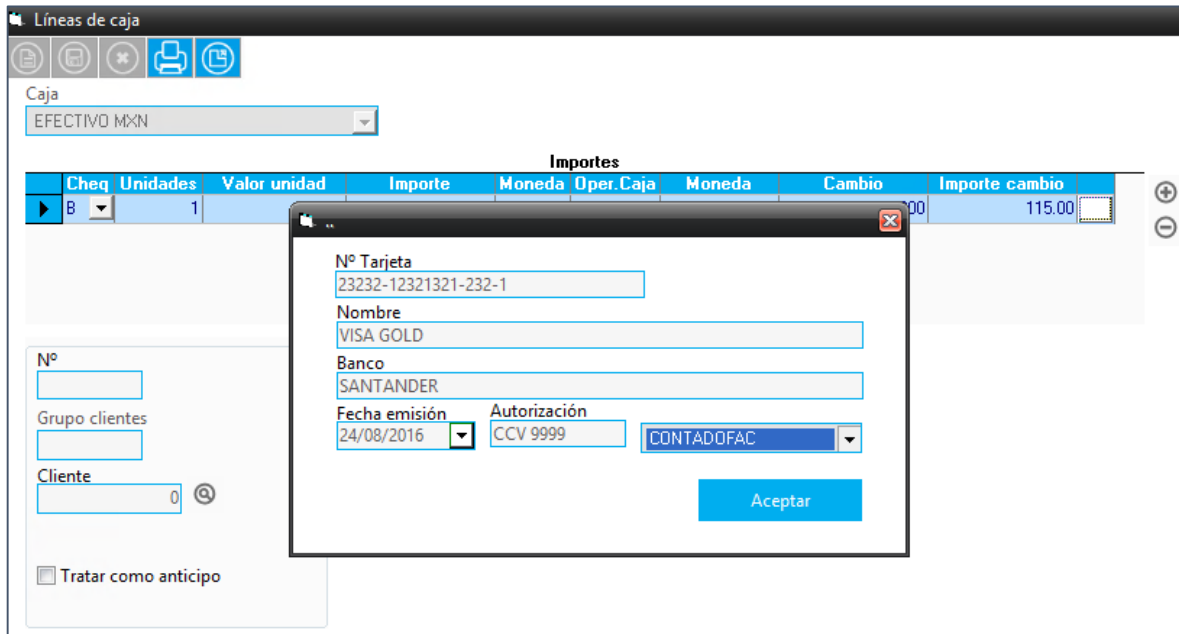 Líneas de caja
Caja
EFECTIVO MXN
Importes
Cheq Unidades Valor unidad Importe Moneda Oper.Caja Moneda Cambio Importe cambio
B 1 00 115.00
..
Nº Tarjeta
23232-12321321-232-1
Nombre
VISA GOLD
Banco
SANTANDER
Fecha emisión Autorización
24/08/2016 CCV 9999 CONTADOFAC
Aceptar
Nº
Grupo clientes
Cliente
0
Tratar como anticipo